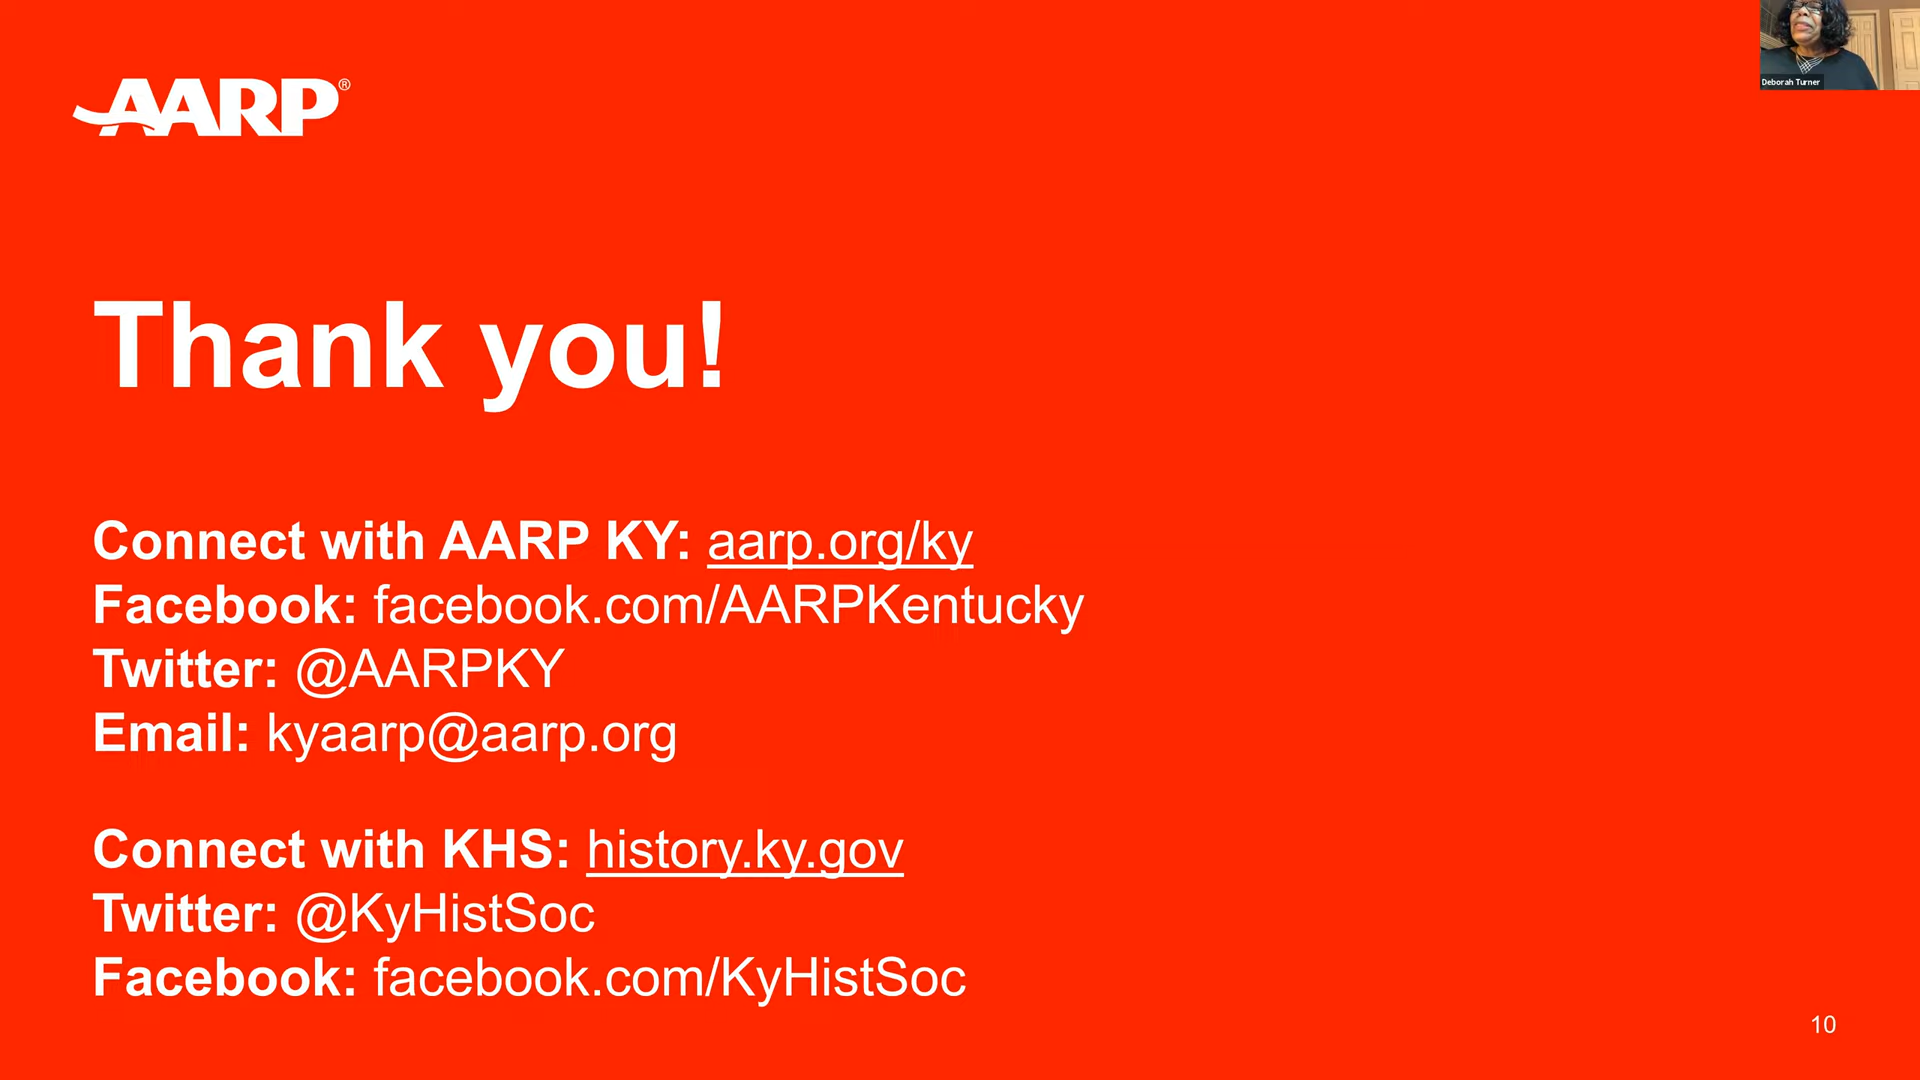 AARP®
Deborah Turner
Thank you!
Connect with AARP KY: aarp.org/ky
Facebook: facebook.com/AARPKentucky
Twitter: @AARPKY
Email: kyaarp@aarp.org
Connect with KHS: history.ky.gov
Twitter: @KyHistSoc
Facebook: facebook.com/KyHistSoc
10